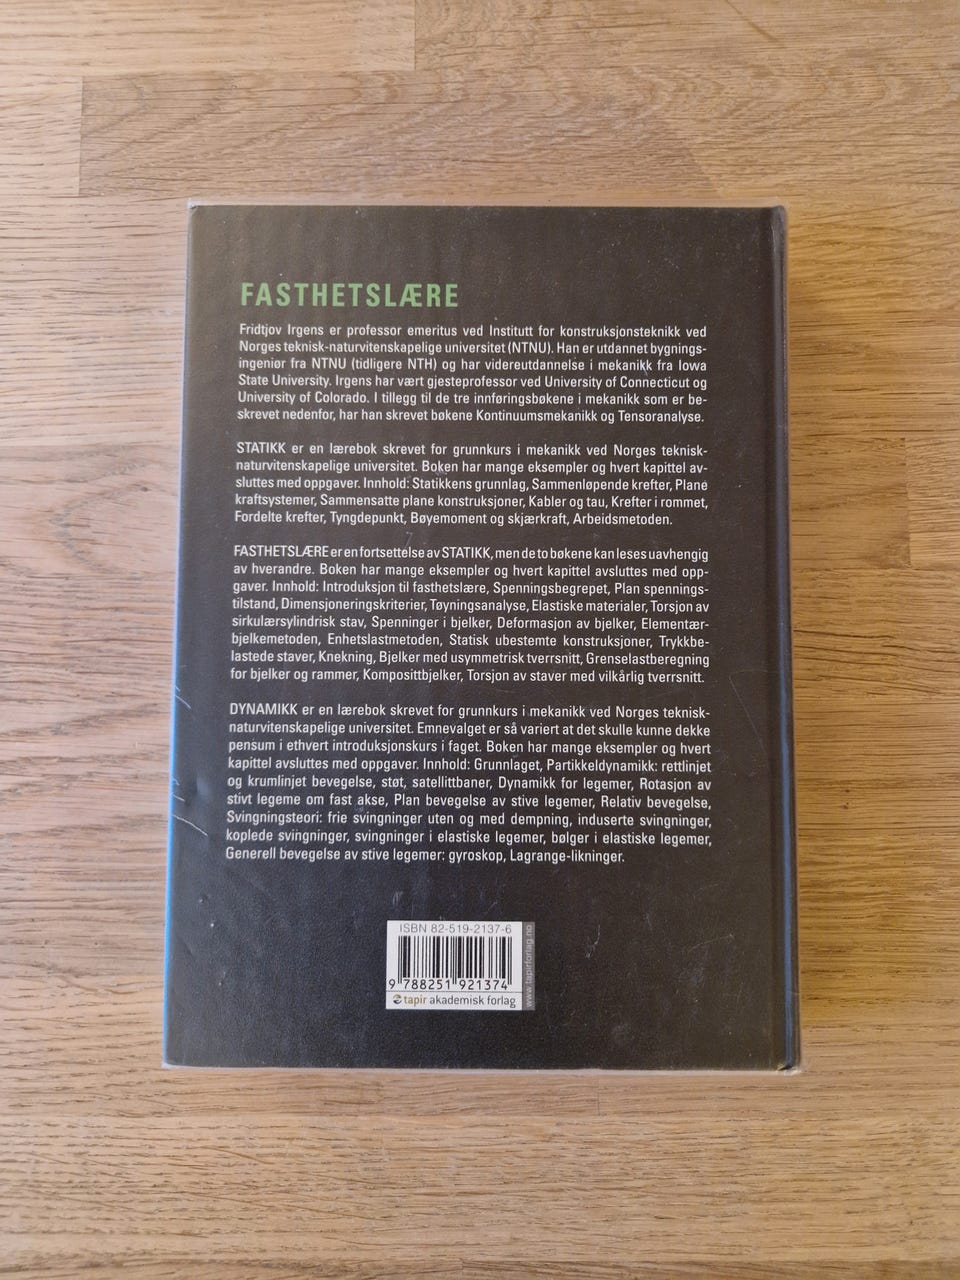 FASTHETSLÆRE
Fridtjov Irgens er professor emeritus ved Institutt for konstruksjonsteknikk ved
Norges teknisk-naturvitenskapelige universitet (NTNU). Han er utdannet bygnings-
ingeniør fra NTNU (tidligere NTH) og har videreutdannelse i mekanikk fra Iowa
State University. Irgens har vært gjesteprofessor ved University of Connecticut og
University of Colorado. I tillegg til de tre innføringsbøkene i mekanikk som er be-
skrevet nedenfor, har han skrevet bøkene Kontinuumsmekanikk og Tensoranalyse.
STATIKK er en lærebok skrevet for grunnkurs i mekanikk ved Norges teknisk-
naturvitenskapelige universitet. Boken har mange eksempler og hvert kapittel av-
sluttes med oppgaver. Innhold: Statikkens grunnlag, Sammenløpende krefter, Plane
kraftsystemer, Sammensatte plane konstruksjoner, Kabler og tau, Krefter i rommet,
Fordelte krefter, Tyngdepunkt, Bøyemoment og skjærkraft, Arbeidsmetoden.
FASTHETSLÆRE er en fortsettelse av STATIKK, men de to bøkene kan leses uavhengig
av hverandre. Boken har mange eksempler og hvert kapittel avsluttes med opp-
gaver. Innhold: Introduksjon til fasthetslære, Spenningsbegrepet, Plan spennings-
tilstand, Dimensjoneringskriterier, Tøyningsanalyse, Elastiske materialer, Torsjon av
sirkulærsylindrisk stav, Spenninger i bjelker, Deformasjon av bjelker, Elementær-
bjelkemetoden, Enhetslastmetoden, Statisk ubestemte konstruksjoner, Trykkbe-
lastede staver, Knekning, Bjelker med usymmetrisk tverrsnitt, Grenselastberegning
for bjelker og rammer, Komposittbjelker, Torsjon av staver med vilkårlig tverrsnitt.
DYNAMIKK er en lærebok skrevet for grunnkurs i mekanikk ved Norges teknisk-
naturvitenskapelige universitet. Emnevalget er så variert at det skulle kunne dekke
pensum i ethvert introduksjonskurs i faget. Boken har mange eksempler og hvert
kapittel avsluttes med oppgaver. Innhold: Grunnlaget, Partikkeldynamikk: rettlinjet
og krumlinjet bevegelse, støt, satellittbaner, Dynamikk for legemer, Rotasjon av
stivt legeme om fast akse, Plan bevegelse av stive legemer, Relativ bevegelse,
Svingningsteori: frie svingninger uten og med dempning, induserte svingninger,
koplede svingninger, svingninger i elastiske legemer, bølger i elastiske legemer,
Generell bevegelse av stive legemer: gyroskop, Lagrange-likninger.
ISBN 82-519-2137-6
9 788251 921374
tapir akademisk forlag
www.tapirforlag.no